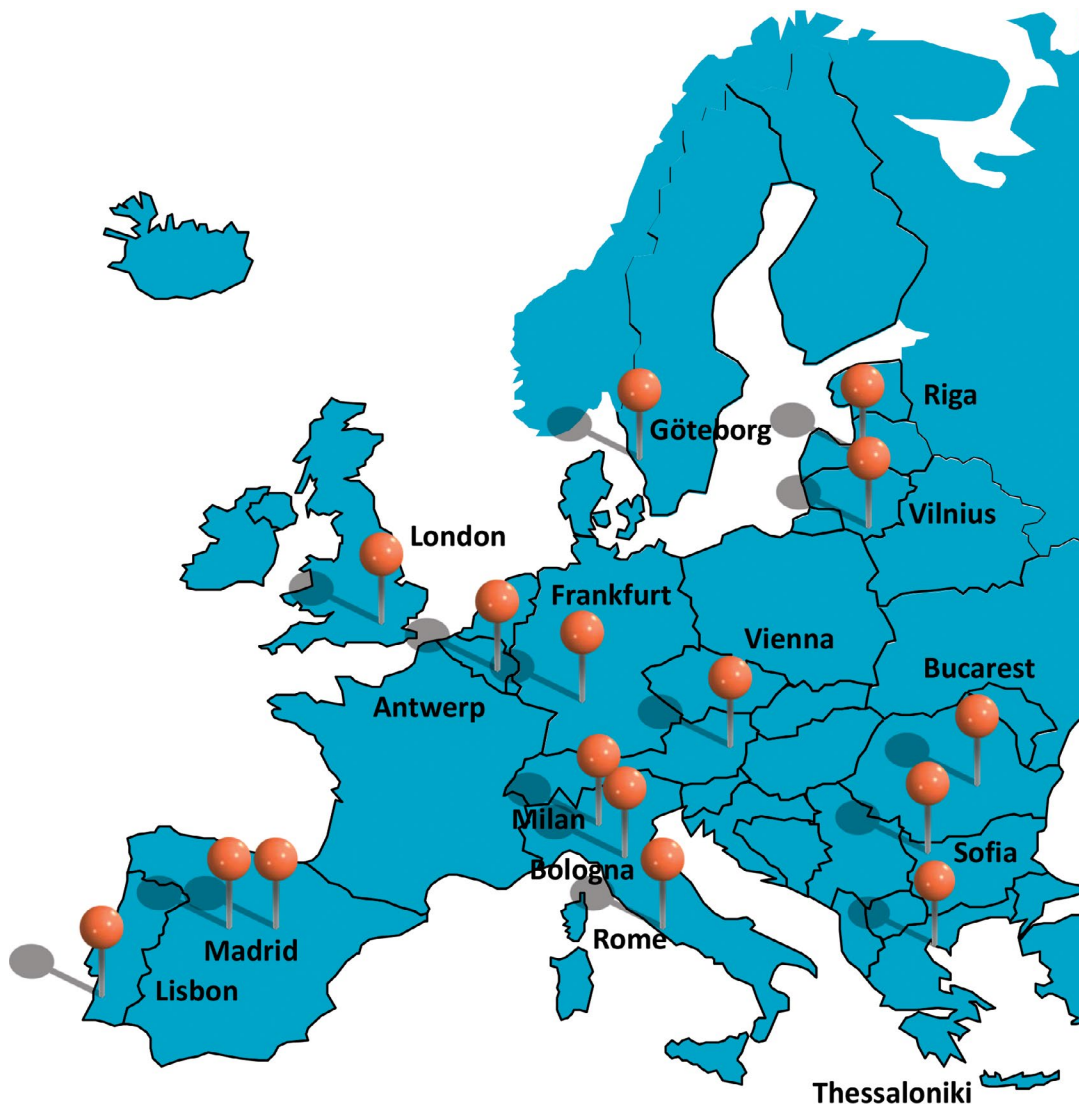 Riga
Göteborg
Vilnius
London
Frankfurt
Vienna
Bucarest
Antwerp
Milan
Sofia
Bologna
Rome
Madrid
Lisbon
Thessaloniki